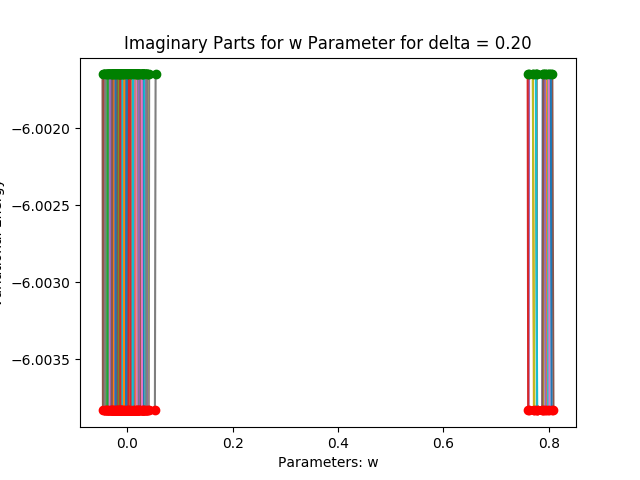 Imaginary Parts for w Parameter for delta = 0.20
−6.0020
−6.0025
−6.0030
−6.0035
0.0 0.2 0.4 0.6 0.8
Parameters: w